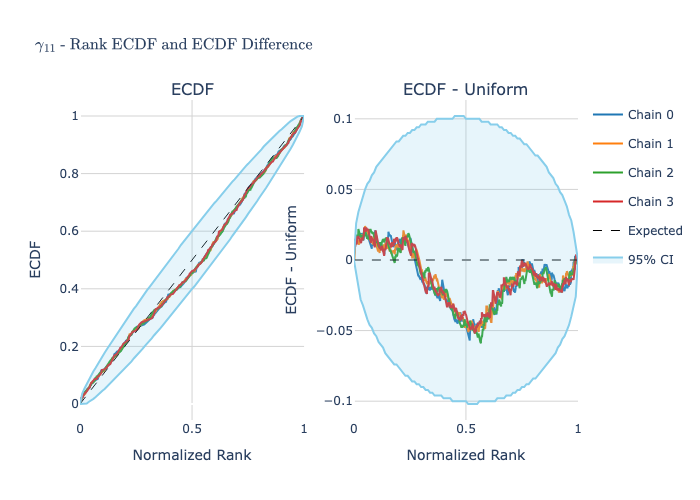 γ₁₁ - Rank ECDF and ECDF Difference
ECDF
ECDF - Uniform
1
0.8
0.6
0.4
0.2
0
0
0.5
1
ECDF
Normalized Rank
0.1
0.05
0
−0.05
−0.1
0
0.5
1
ECDF - Uniform
Normalized Rank
Chain 0
Chain 1
Chain 2
Chain 3
Expected
95% CI